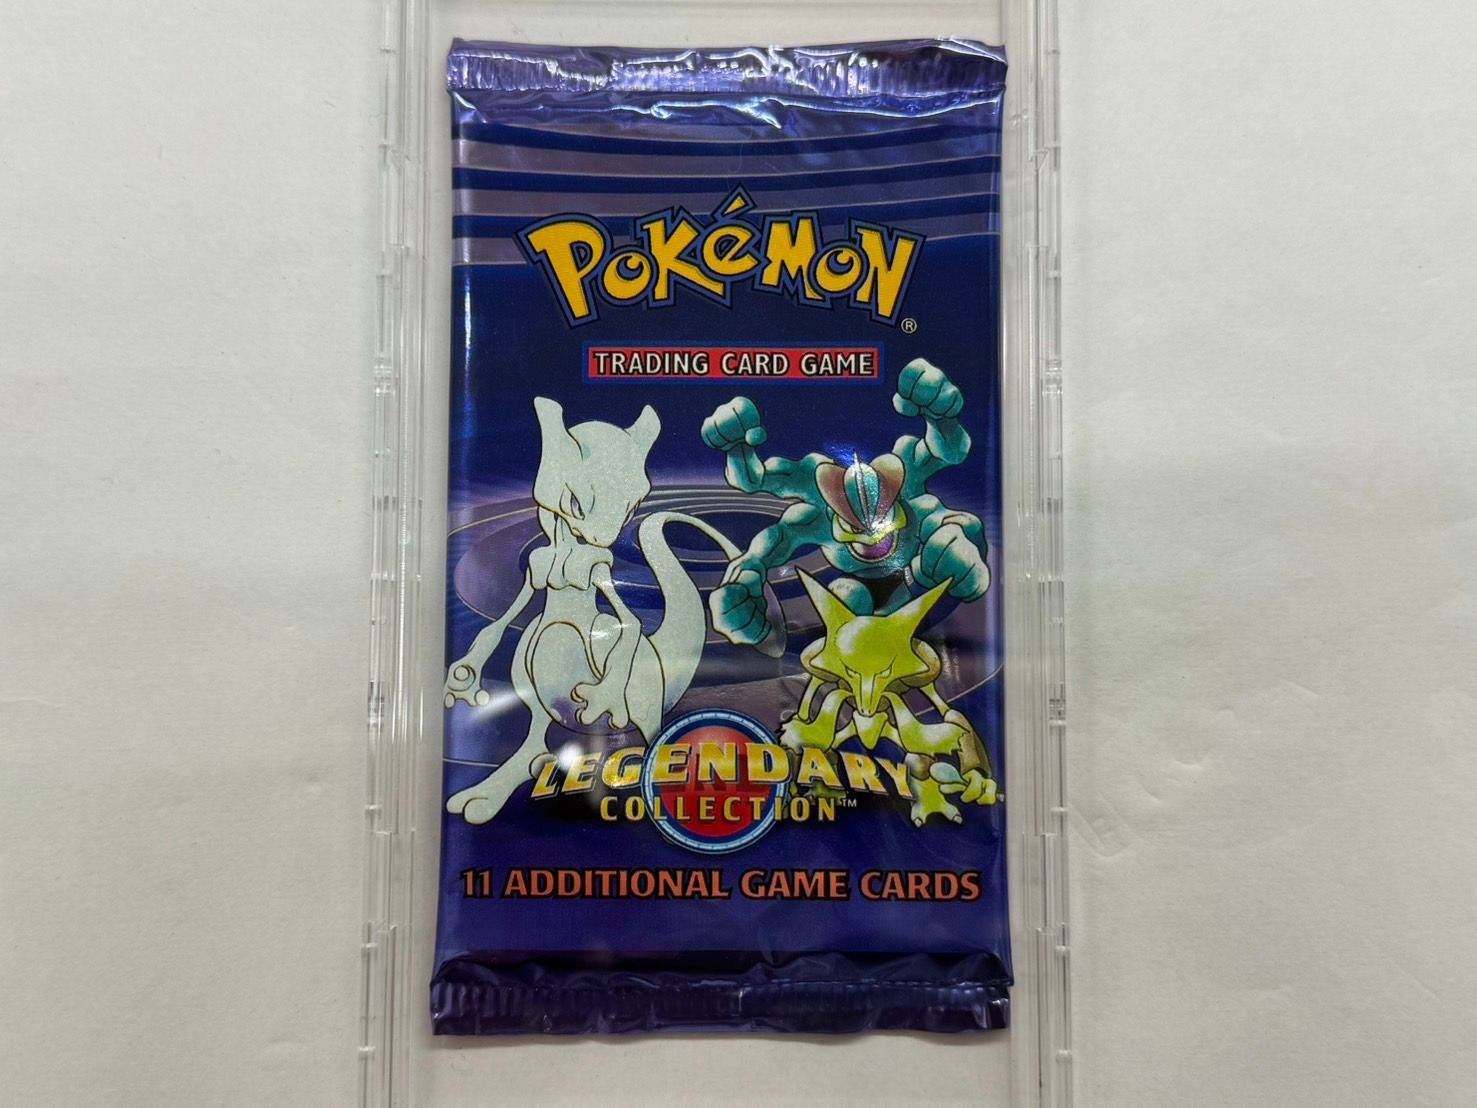 POKéMON®
TRADING CARD GAME
LEGENDARY
COLLECTION™
11 ADDITIONAL GAME CARDS